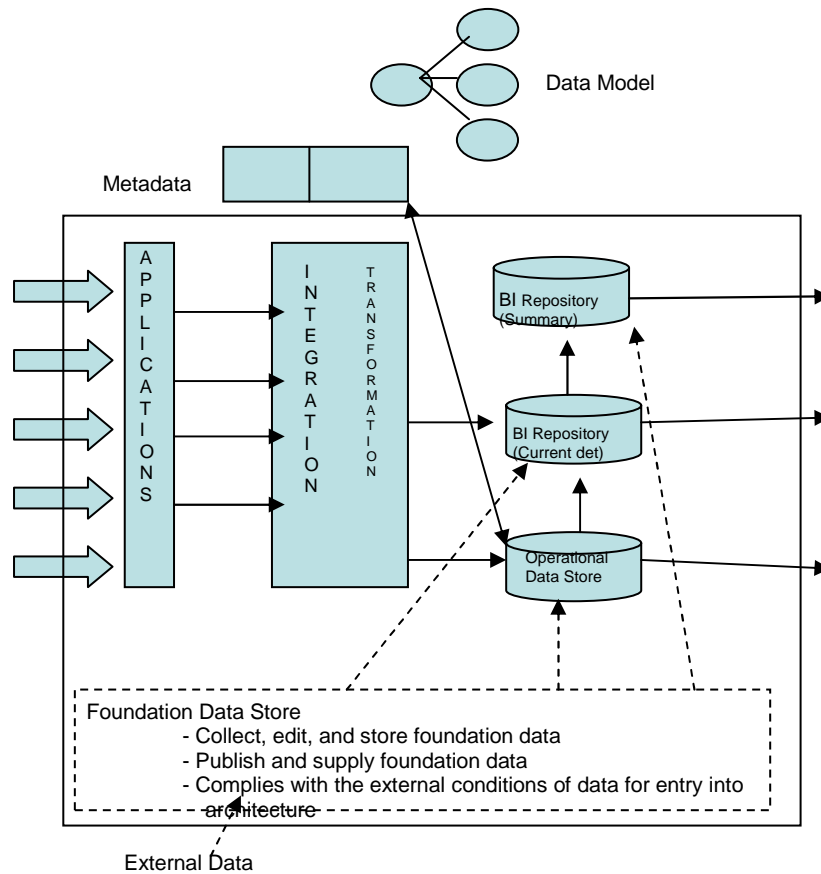 Data Model
Metadata
APPLICATIONS
INTEGRATION
TRANSFORMATION
BI Repository
(Summary)
BI Repository
(Current det)
Operational
Data Store
Foundation Data Store
- Collect, edit, and store foundation data
- Publish and supply foundation data
- Complies with the external conditions of data for entry into
architecture
External Data